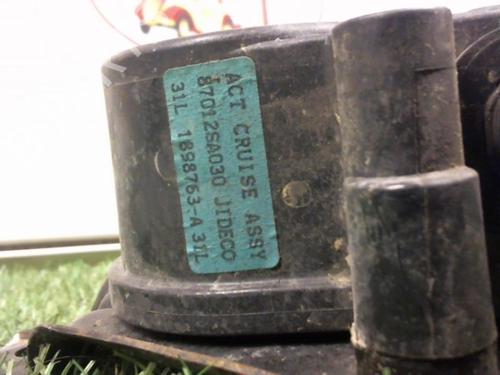 ACT CRUISE ASSY
87012SA030 JIDECO
31L 1898763-A 31L